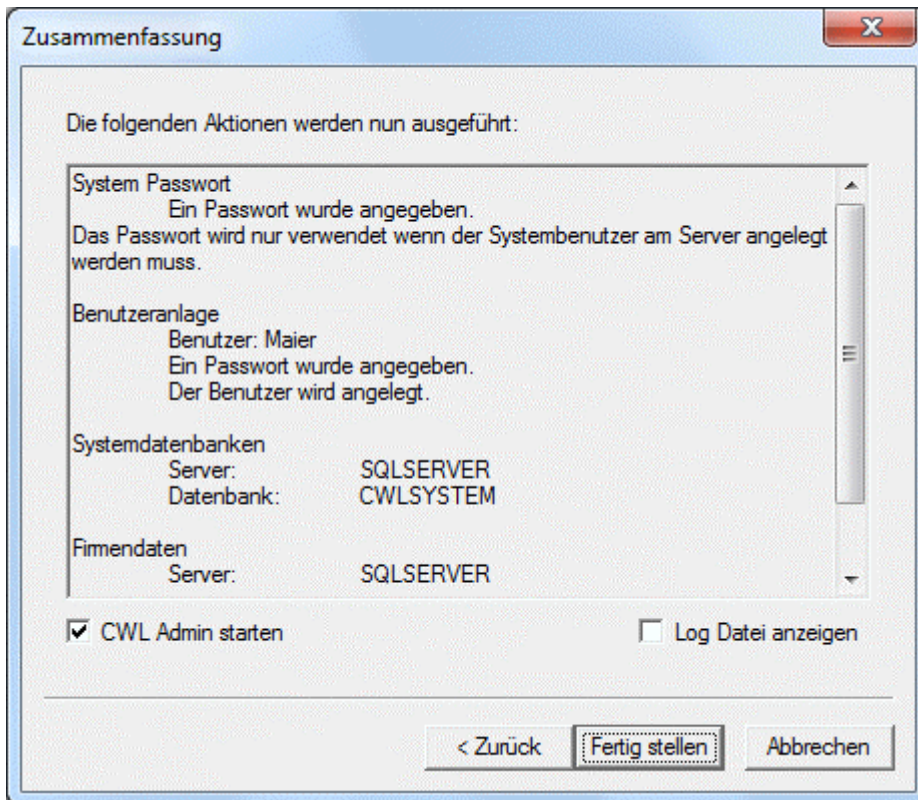 Zusammenfassung
Die folgenden Aktionen werden nun ausgeführt:
System Passwort
Ein Passwort wurde angegeben.
Das Passwort wird nur verwendet wenn der Systembenutzer am Server angelegt
werden muss.
Benutzeranlage
Benutzer: Maier
Ein Passwort wurde angegeben.
Der Benutzer wird angelegt.
Systemdatenbanken
Server: SQLSERVER
Datenbank: CWLSYSTEM
Firmendaten
Server: SQLSERVER
CWL Admin starten Log Datei anzeigen
< Zurück Fertig stellen Abbrechen